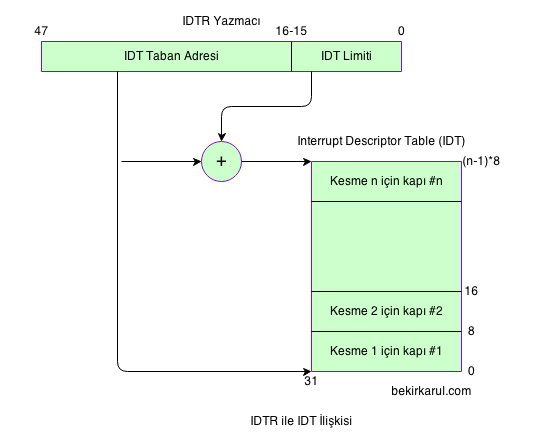 IDTR Yazmacı
47 16-15 0
IDT Taban Adresi IDT Limiti
Interrupt Descriptor Table (IDT)
+ (n-1)*8
Kesme n için kapı #n
16
Kesme 2 için kapı #2
8
Kesme 1 için kapı #1
0
31
bekirkarul.com
IDTR ile IDT İlişkisi